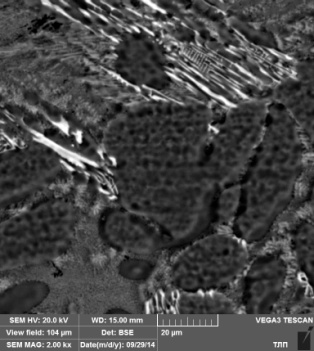 SEM HV: 20.0 kV WD: 15.00 mm VEGA3 TESCAN
View field: 104 µm Det: BSE 20 µm
SEM MAG: 2.00 kx Date(m/d/y): 09/29/14 ТЛП